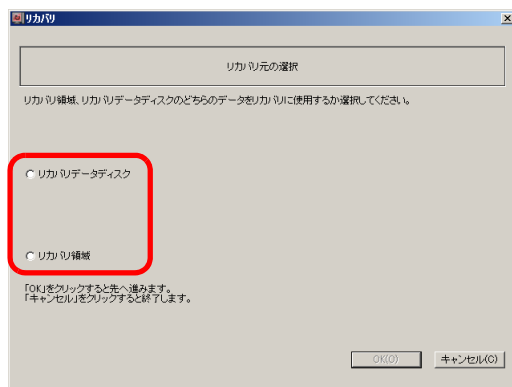 リカバリ
リカバリ元の選択
リカバリ領域、リカバリデータディスクのどちらのデータをリカバリに使用するか選択してください。
リカバリデータディスク
リカバリ領域
「OK」をクリックすると先へ進みます。
「キャンセル」をクリックすると終了します。
OK(O) キャンセル(C)